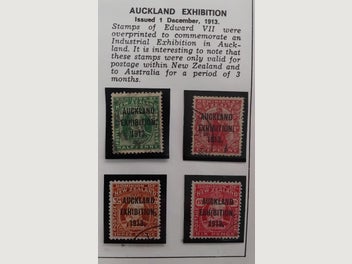 AUCKLAND EXHIBITION
Issued 1 December, 1913.
Stamps of Edward VII were
overprinted to commemorate an
Industrial Exhibition in Auck-
land. It is interesting to note that
these stamps were only valid for
postage within New Zealand and
to Australia for a period of 3
months.
AUCKLAND
EXHIBITION,
1913.
AUCKLAND
EXHIBITION,
1913.
AUCKLAND
EXHIBITION,
1913.
AUCKLAND
EXHIBITION,
1913.